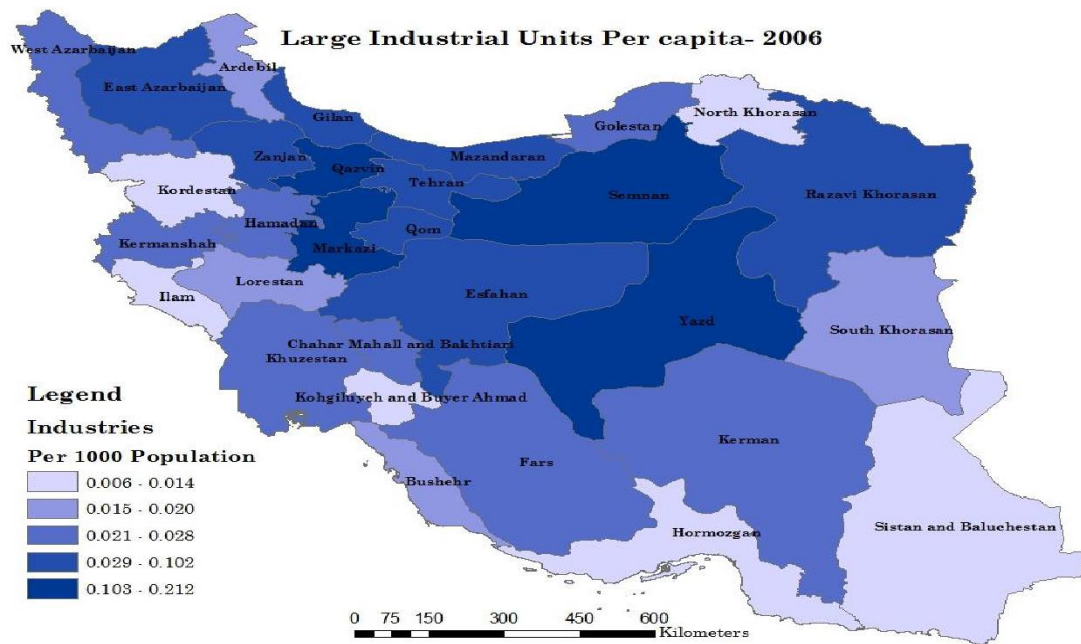 Large Industrial Units Per capita- 2006
West Azarbaijan
Ardebil
East Azarbaijan
Gilan
North Khorasan
Golestan
Zanjan
Mazandaran
Qazvin
Tehran
Kordestan
Semnan
Razavi Khorasan
Hamadan
Qom
Kermanshah
Markazi
Lorestan
Esfahan
Ilam
Yazd
South Khorasan
Chahar Mahall and Bakhtiari
Khuzestan
Kohgiluyeh and Buyer Ahmad
Kerman
Fars
Bushehr
Hormozgan
Sistan and Baluchestan
Legend
Industries
Per 1000 Population
0.006 - 0.014
0.015 - 0.020
0.021 - 0.028
0.029 - 0.102
0.103 - 0.212
0 75 150 300 450 600
Kilometers